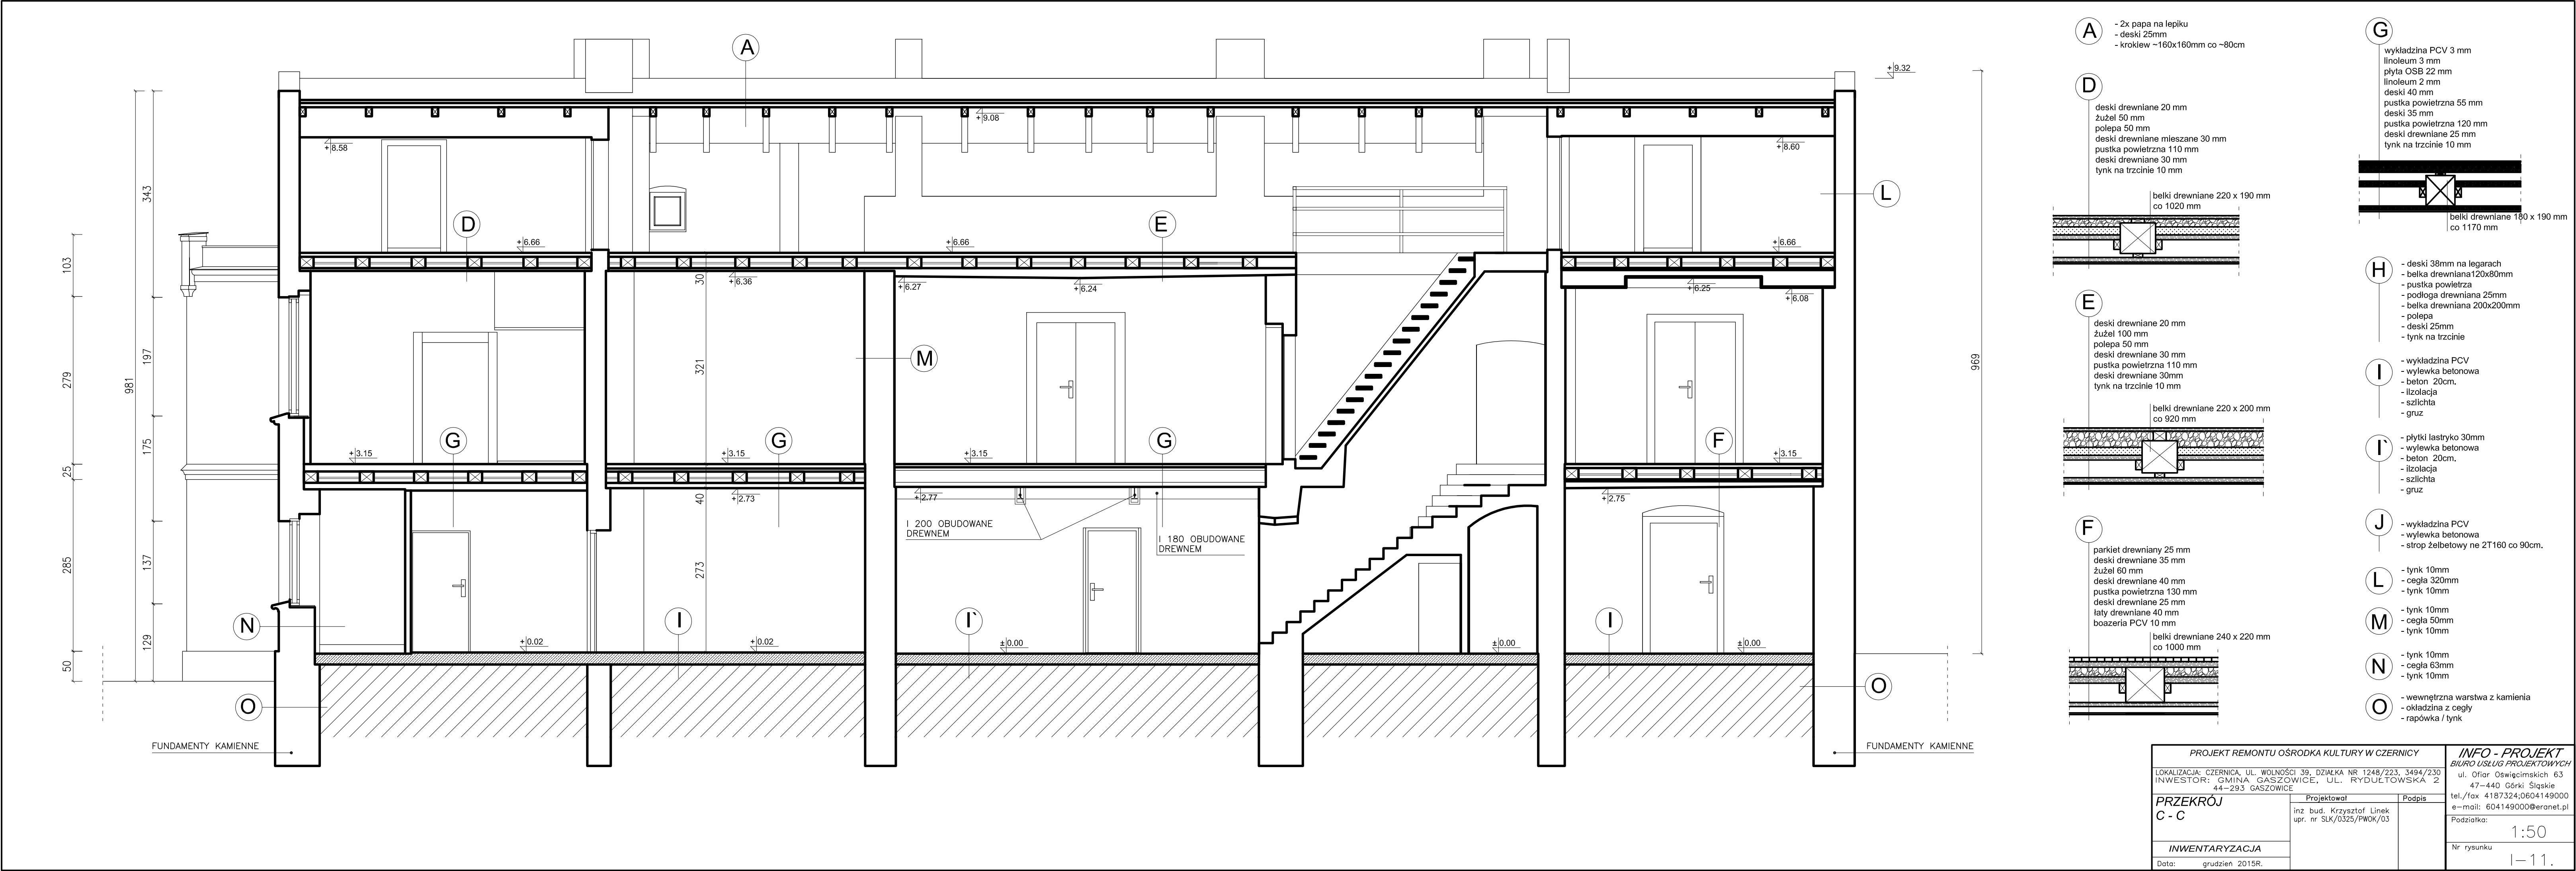 A
- 2x papa na lepiku
- deski 25mm
- krokiew ~160x160mm co ~80cm
D
deski drewniane 20 mm
żużel 50 mm
polepa 50 mm
deski drewniane mieszane 30 mm
pustka powietrzna 110 mm
deski drewniane 30 mm
tynk na trzcinie 10 mm
belki drewniane 220 x 190 mm
co 1020 mm
E
deski drewniane 20 mm
żużel 100 mm
polepa 50 mm
deski drewniane 30 mm
pustka powietrzna 110 mm
deski drewniane 30mm
tynk na trzcinie 10 mm
belki drewniane 220 x 200 mm
co 920 mm
F
parkiet drewniany 25 mm
deski drewniane 35 mm
żużel 60 mm
deski drewniane 40 mm
pustka powietrzna 130 mm
deski drewniane 25 mm
łaty drewniane 40 mm
boazeria PCV 10 mm
belki drewniane 240 x 220 mm
co 1000 mm
G
wykładzina PCV 3 mm
linoleum 3 mm
płyta OSB 22 mm
linoleum 2 mm
deski 40 mm
pustka powietrzna 55 mm
deski 35 mm
pustka powietrzna 120 mm
deski drewniane 25 mm
tynk na trzcinie 10 mm
belki drewniane 180 x 190 mm
co 1170 mm
H
- deski 38mm na legarach
- belka drewniana120x80mm
- pustka powietrza
- podłoga drewniana 25mm
- belka drewniana 200x200mm
- polepa
- deski 25mm
- tynk na trzcinie
I
- wykładzina PCV
- wylewka betonowa
- beton 20cm.
- iIzolacja
- szlichta
- gruz
I`
- płytki lastryko 30mm
- wylewka betonowa
- beton 20cm.
- iIzolacja
- szlichta
- gruz
J
- wykładzina PCV
- wylewka betonowa
- strop żelbetowy ne 2T160 co 90cm.
L
- tynk 10mm
- cegła 320mm
- tynk 10mm
M
- tynk 10mm
- cegła 50mm
- tynk 10mm
N
- tynk 10mm
- cegła 63mm
- tynk 10mm
O
- wewnętrzna warstwa z kamienia
- okładzina z cegły
- rapówka / tynk
A
+9.32
+9.08
+8.58
+8.60
L
D
E
+6.66
+6.66
+6.66
+6.36
+6.27
+6.24
+6.25
+6.08
M
G
G
G
F
+3.15
+3.15
+3.15
+3.15
+2.73
+2.77
+2.75
I 200 OBUDOWANE
DREWNEM
I 180 OBUDOWANE
DREWNEM
N
I
I`
I
+0.02
+0.02
±0.00
±0.00
±0.00
O
O
FUNDAMENTY KAMIENNE
FUNDAMENTY KAMIENNE
103
279
25
285
50
981
343
197
175
137
129
30
321
40
273
969
PROJEKT REMONTU OŚRODKA KULTURY W CZERNICY
LOKALIZACJA: CZERNICA, UL. WOLNOŚCI 39, DZIAŁKA NR 1248/223, 3494/230
INWESTOR: GMINA GASZOWICE, UL. RYDUŁTOWSKA 2
44-293 GASZOWICE
PRZEKRÓJ
C - C
INWENTARYZACJA
Data: grudzień 2015R.
Projektował
Podpis
inż bud. Krzysztof Linek
upr. nr SLK/0325/PWOK/03
INFO - PROJEKT
BIURO USŁUG PROJEKTOWYCH
ul. Ofiar Oświęcimskich 63
47-440 Górki Śląskie
tel./fax 4187324;0604149000
e-mail: 604149000@eranet.pl
Podziałka:
1:50
Nr rysunku
I-11.